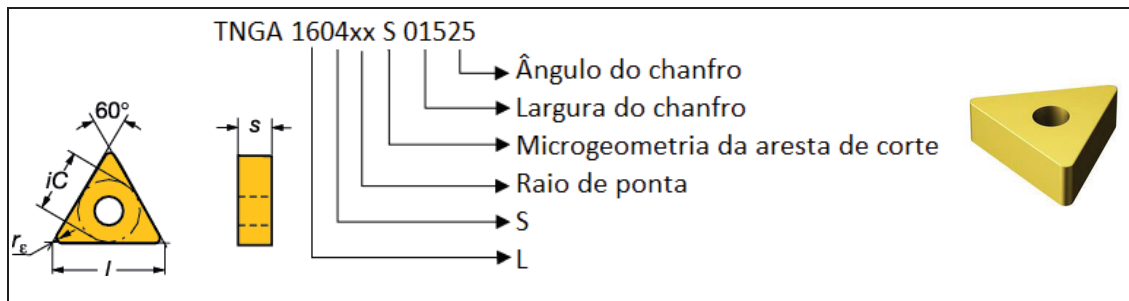 TNGA 1604xx S 01525
Ângulo do chanfro
Largura do chanfro
Microgeometria da aresta de corte
Raio de ponta
S
L
60°
s
iC
rε
l